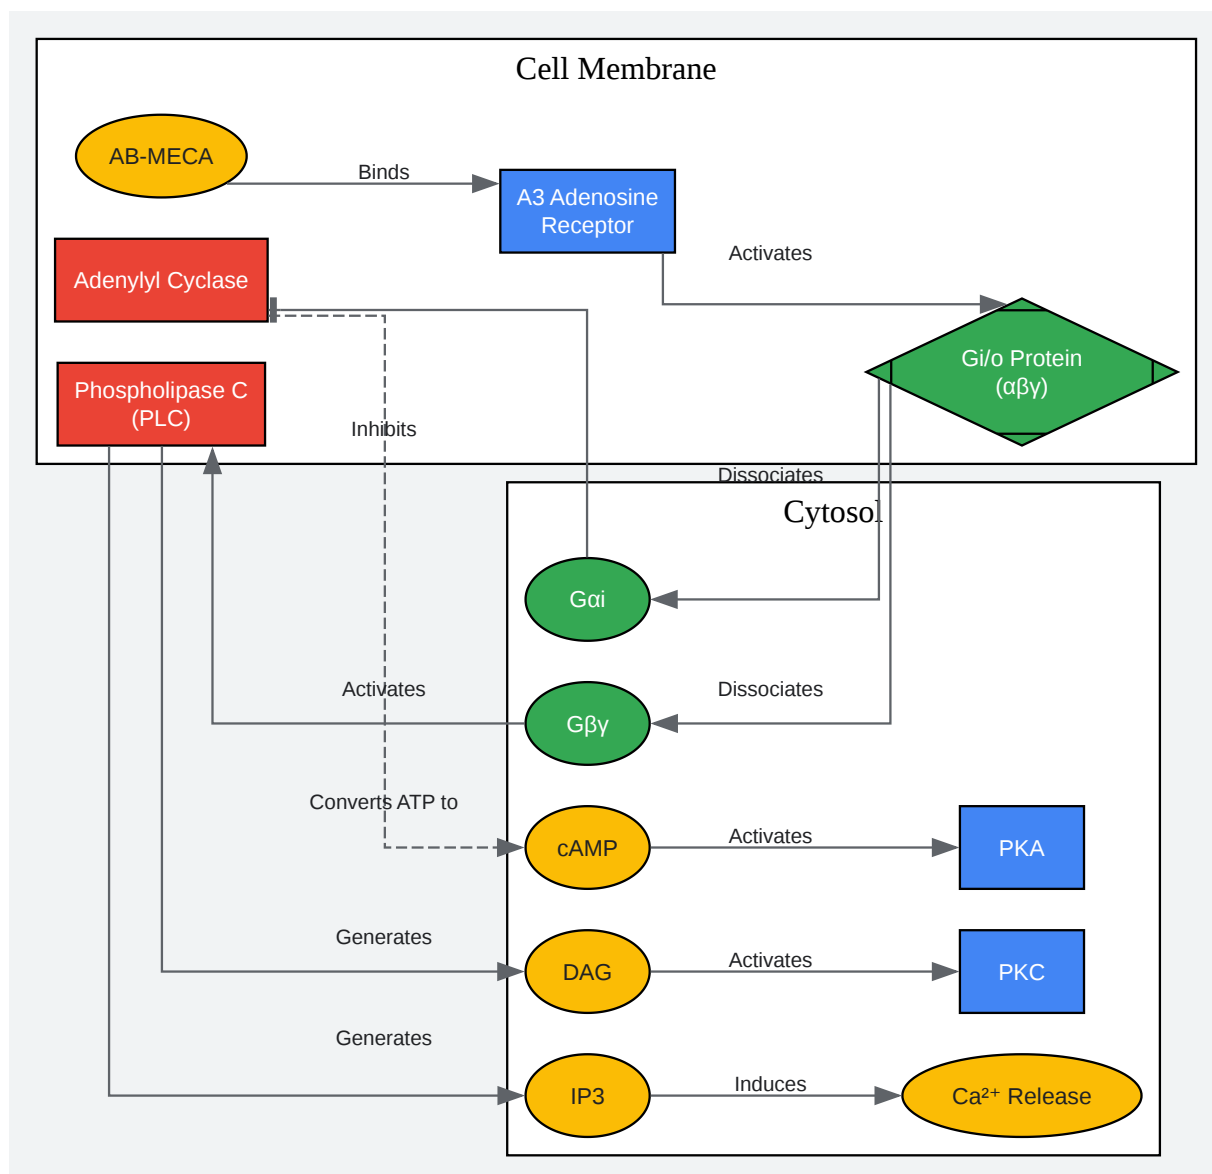 Cell Membrane
AB-MECA
Binds
A3 Adenosine
Receptor
Activates
Adenylyl Cyclase
Gi/o Protein
(αβγ)
Phospholipase C
(PLC)
Inhibits
Dissociates
Cytosol
Gαi
Activates
Dissociates
Gβγ
Converts ATP to
cAMP
Activates
PKA
Generates
DAG
Activates
PKC
Generates
IP3
Induces
Ca²⁺ Release